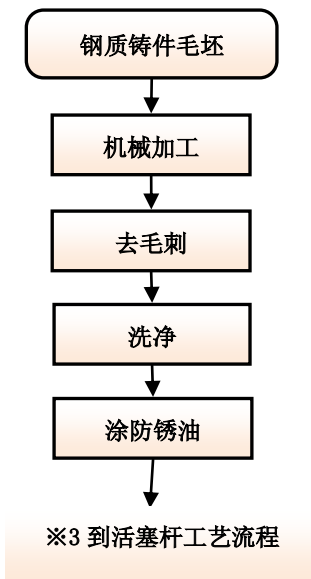 钢质铸件毛坯
机械加工
去毛刺
洗净
涂防锈油
※3 到活塞杆工艺流程